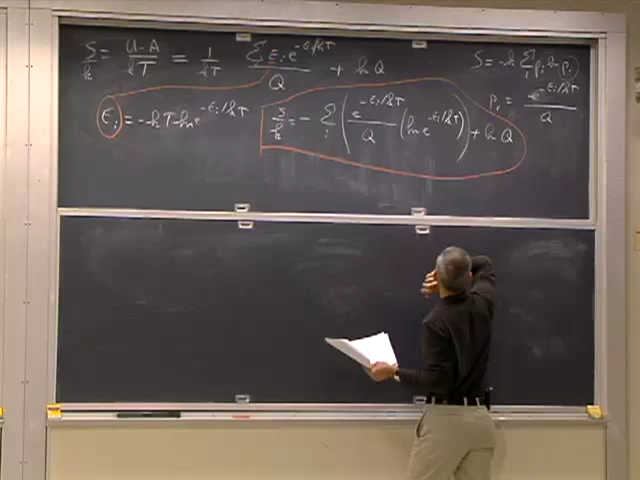 S/k = (U-A)/kT = 1/kT (Σᵢ εᵢ e^(-εᵢ/kT))/Q + ln Q
S = -k Σᵢ pᵢ ln pᵢ
εᵢ = -kT ln e^(-εᵢ/kT)
S/k = - Σᵢ (e^(-εᵢ/kT)/Q (ln e^(-εᵢ/kT))) + ln Q
pᵢ = e^(-εᵢ/kT)/Q